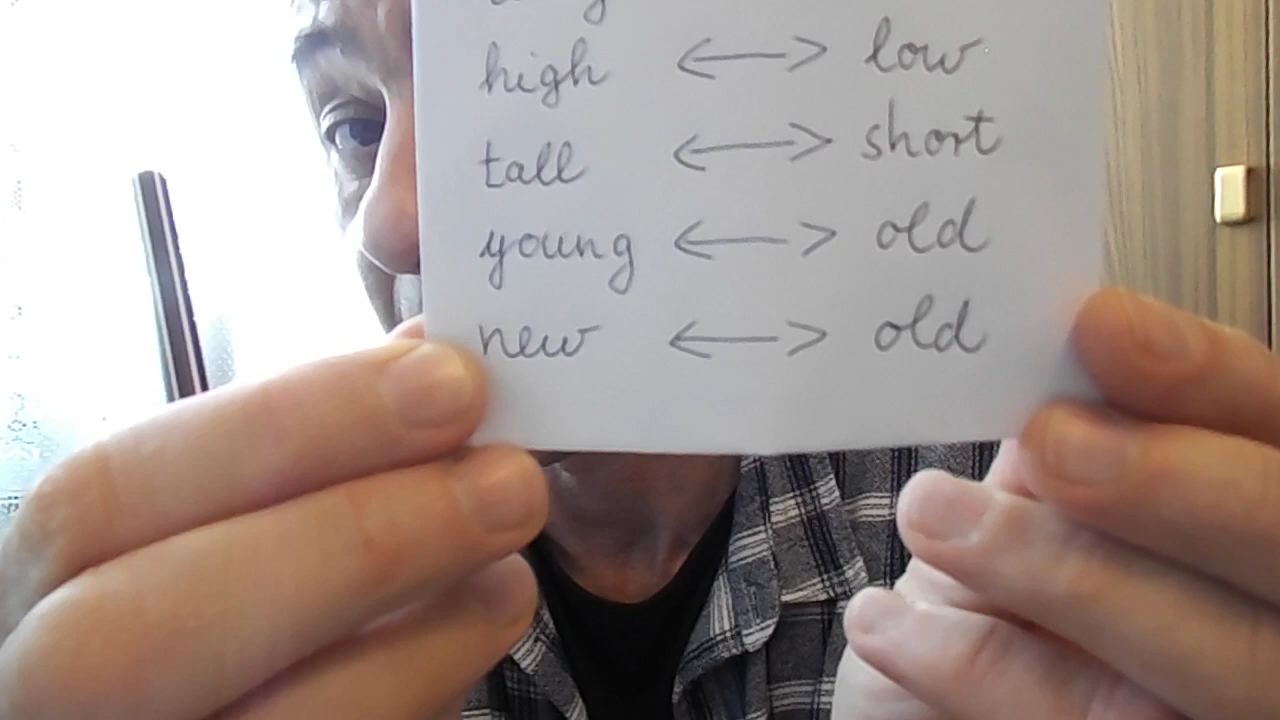 high <--> low
tall <--> short
young <--> old
new <--> old